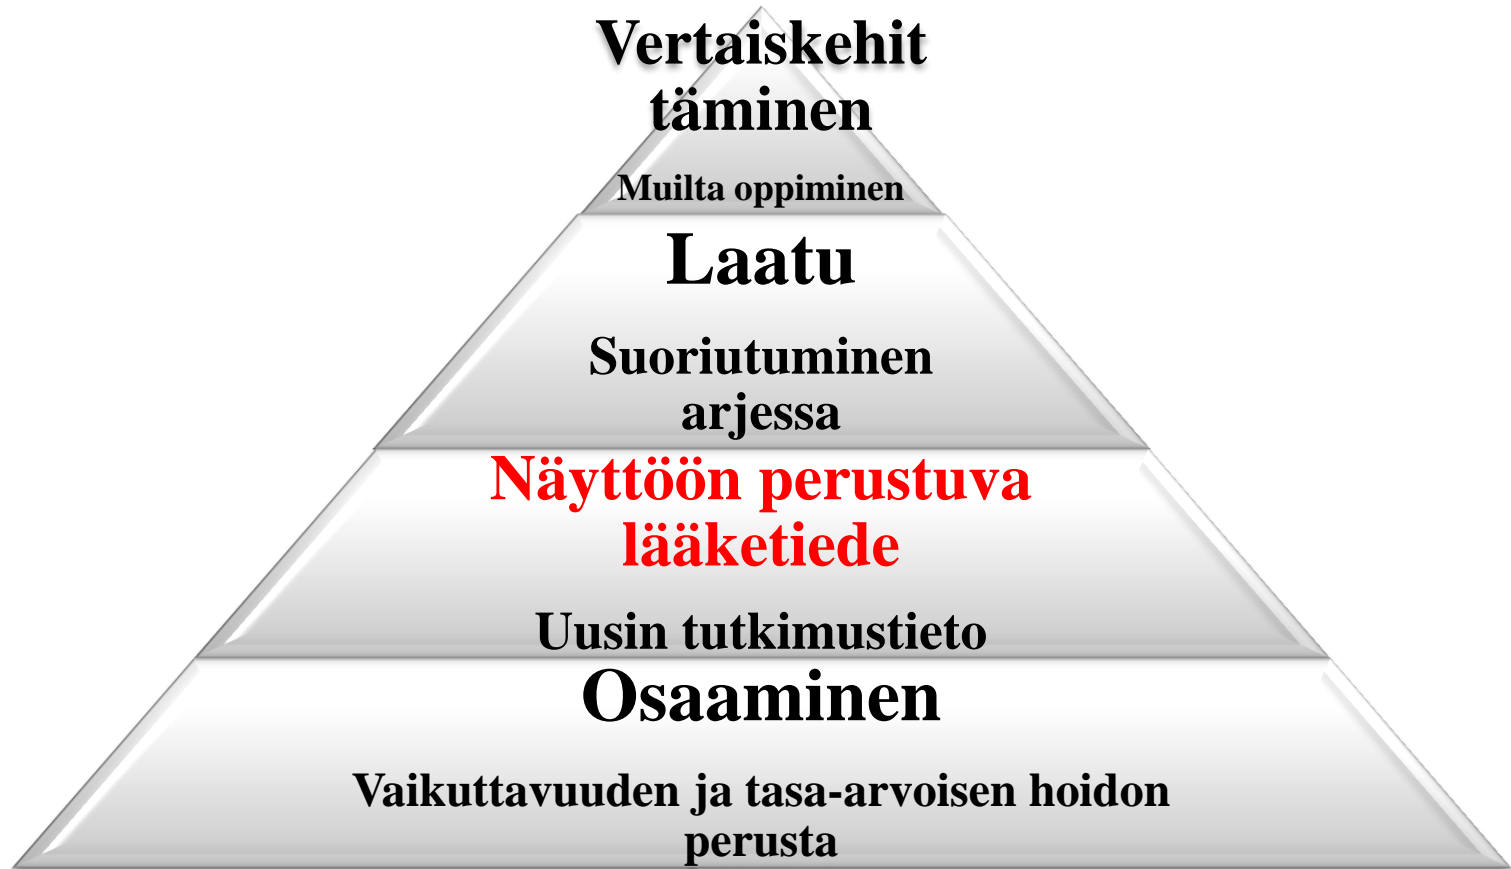 Vertaiskehit
täminen
Muilta oppiminen
Laatu
Suoriutuminen
arjessa
Näyttöön perustuva
lääketiede
Uusin tutkimustieto
Osaaminen
Vaikuttavuuden ja tasa-arvoisen hoidon
perusta